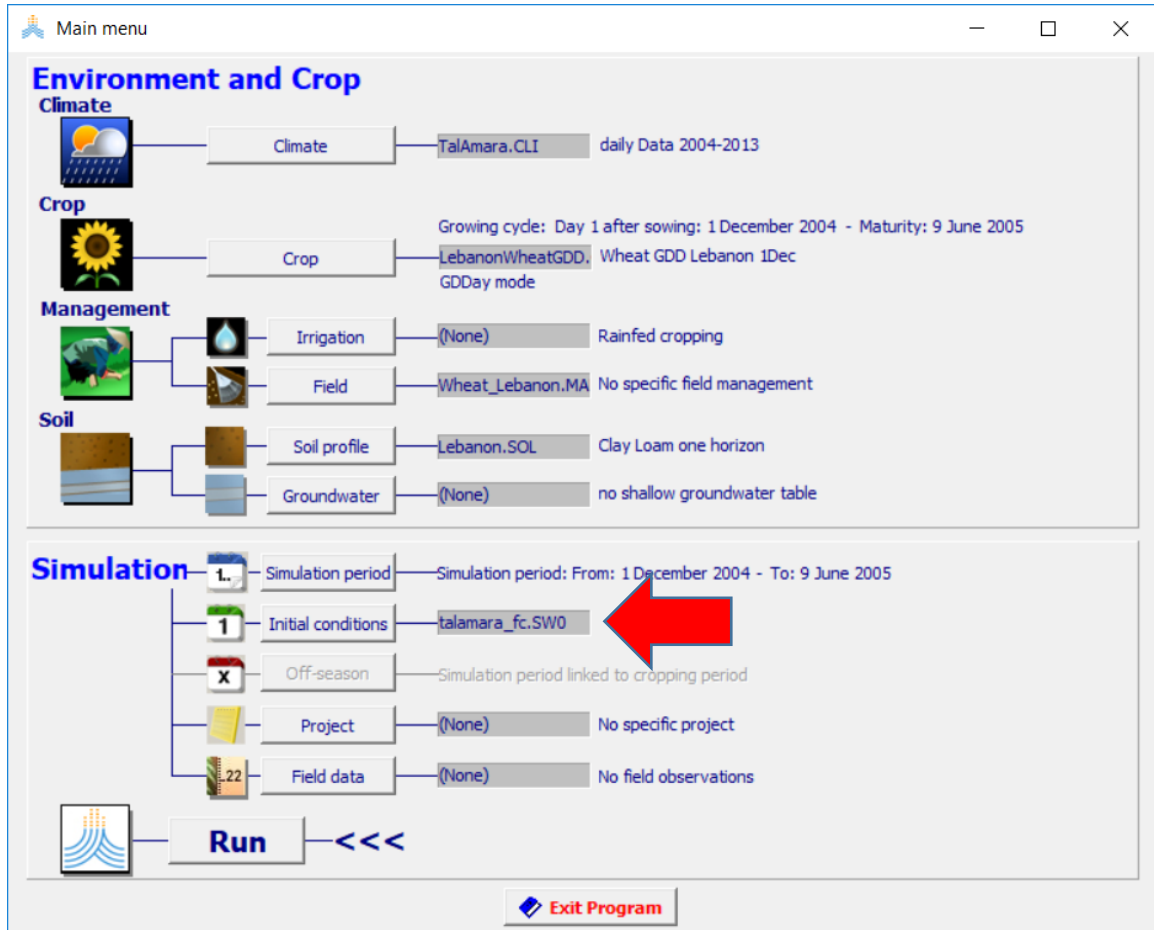 Main menu
Environment and Crop
Climate
Climate TalAmara.CLI daily Data 2004-2013
Crop
Growing cycle: Day 1 after sowing: 1 December 2004 - Maturity: 9 June 2005
Crop LebanonWheatGDD. Wheat GDD Lebanon 1Dec
GDDay mode
Management
Irrigation (None) Rainfed cropping
Field Wheat_Lebanon.MA No specific field management
Soil
Soil profile Lebanon.SOL Clay Loam one horizon
Groundwater (None) no shallow groundwater table
Simulation 1.. Simulation period Simulation period: From: 1 December 2004 - To: 9 June 2005
1 Initial conditions talamara_fc.SW0
X Off-season Simulation period linked to cropping period
Project (None) No specific project
..22 Field data (None) No field observations
Run <<<
Exit Program